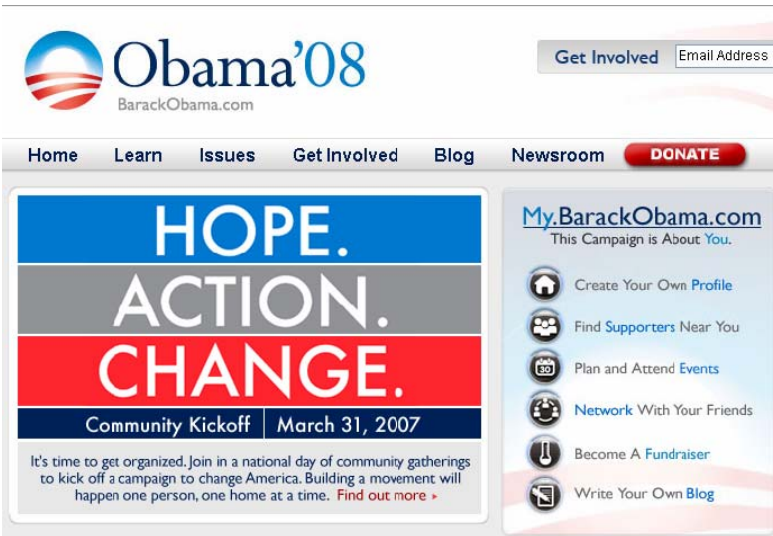 Obama'08
BarackObama.com
Get Involved Email Address
Home Learn Issues Get Involved Blog Newsroom DONATE
HOPE.
ACTION.
CHANGE.
Community Kickoff March 31, 2007
It's time to get organized. Join in a national day of community gatherings
to kick off a campaign to change America. Building a movement will
happen one person, one home at a time. Find out more
My.BarackObama.com
This Campaign is About You.
Create Your Own Profile
Find Supporters Near You
30
Plan and Attend Events
Network With Your Friends
Become A Fundraiser
Write Your Own Blog